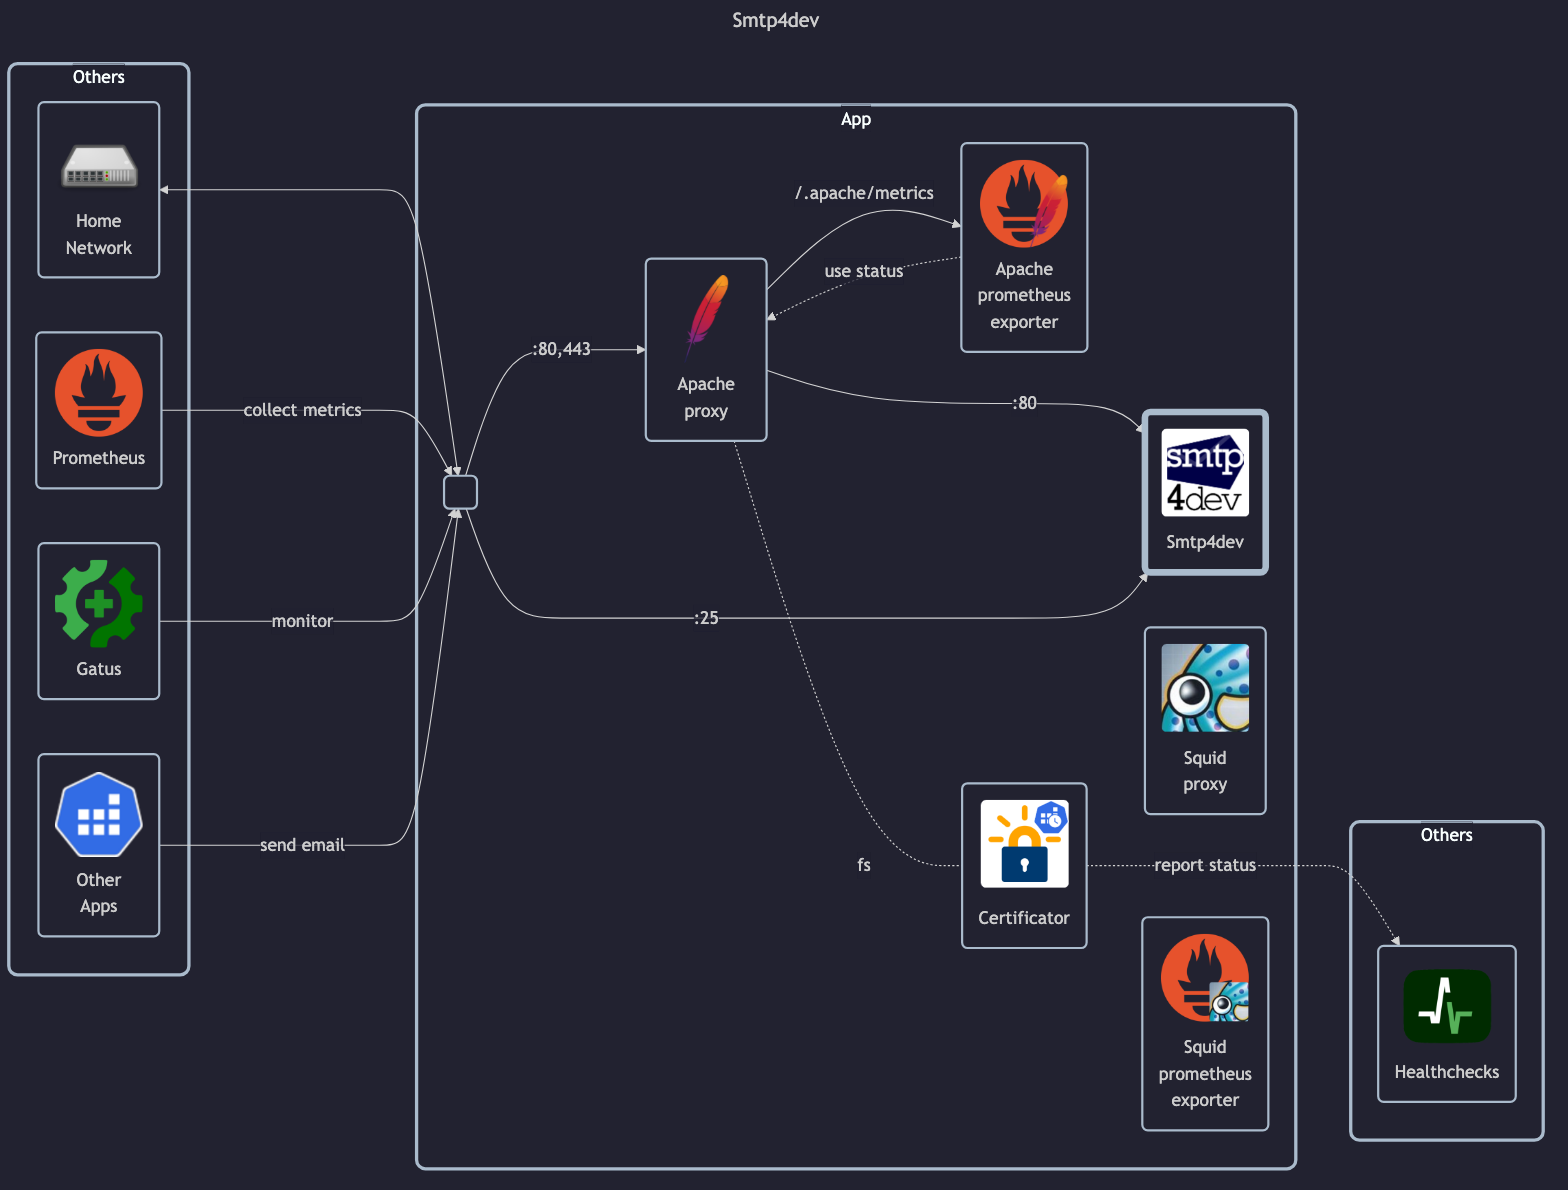 Smtp4dev
Others
Home
Network
Prometheus
Gatus
Other
Apps
collect metrics
monitor
send email
App
:80,443
Apache
proxy
/.apache/metrics
use status
Apache
prometheus
exporter
:80
smtp
4dev
Smtp4dev
:25
Squid
proxy
fs
Certificator
report status
Squid
prometheus
exporter
Others
Healthchecks